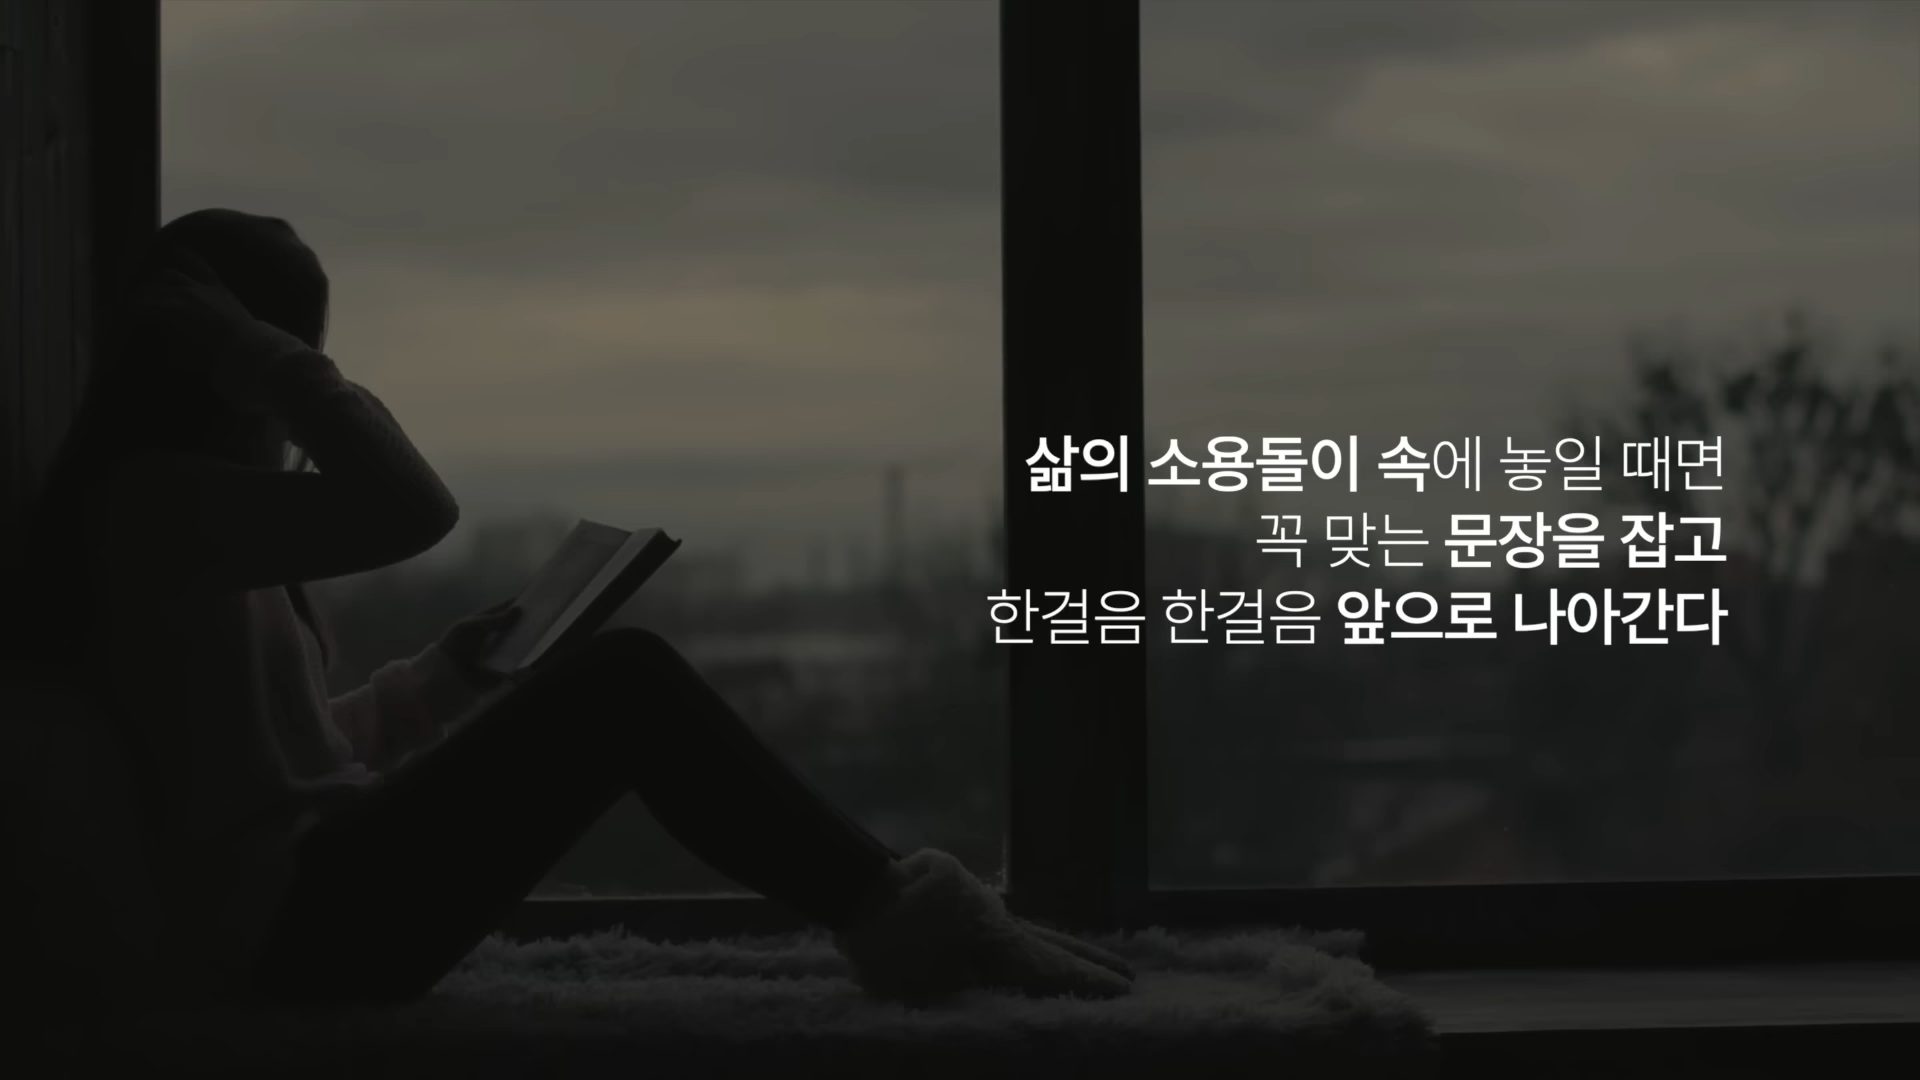 삶의 소용돌이 속에 놓일 때면
꼭 맞는 문장을 잡고
한걸음 한걸음 앞으로 나아간다